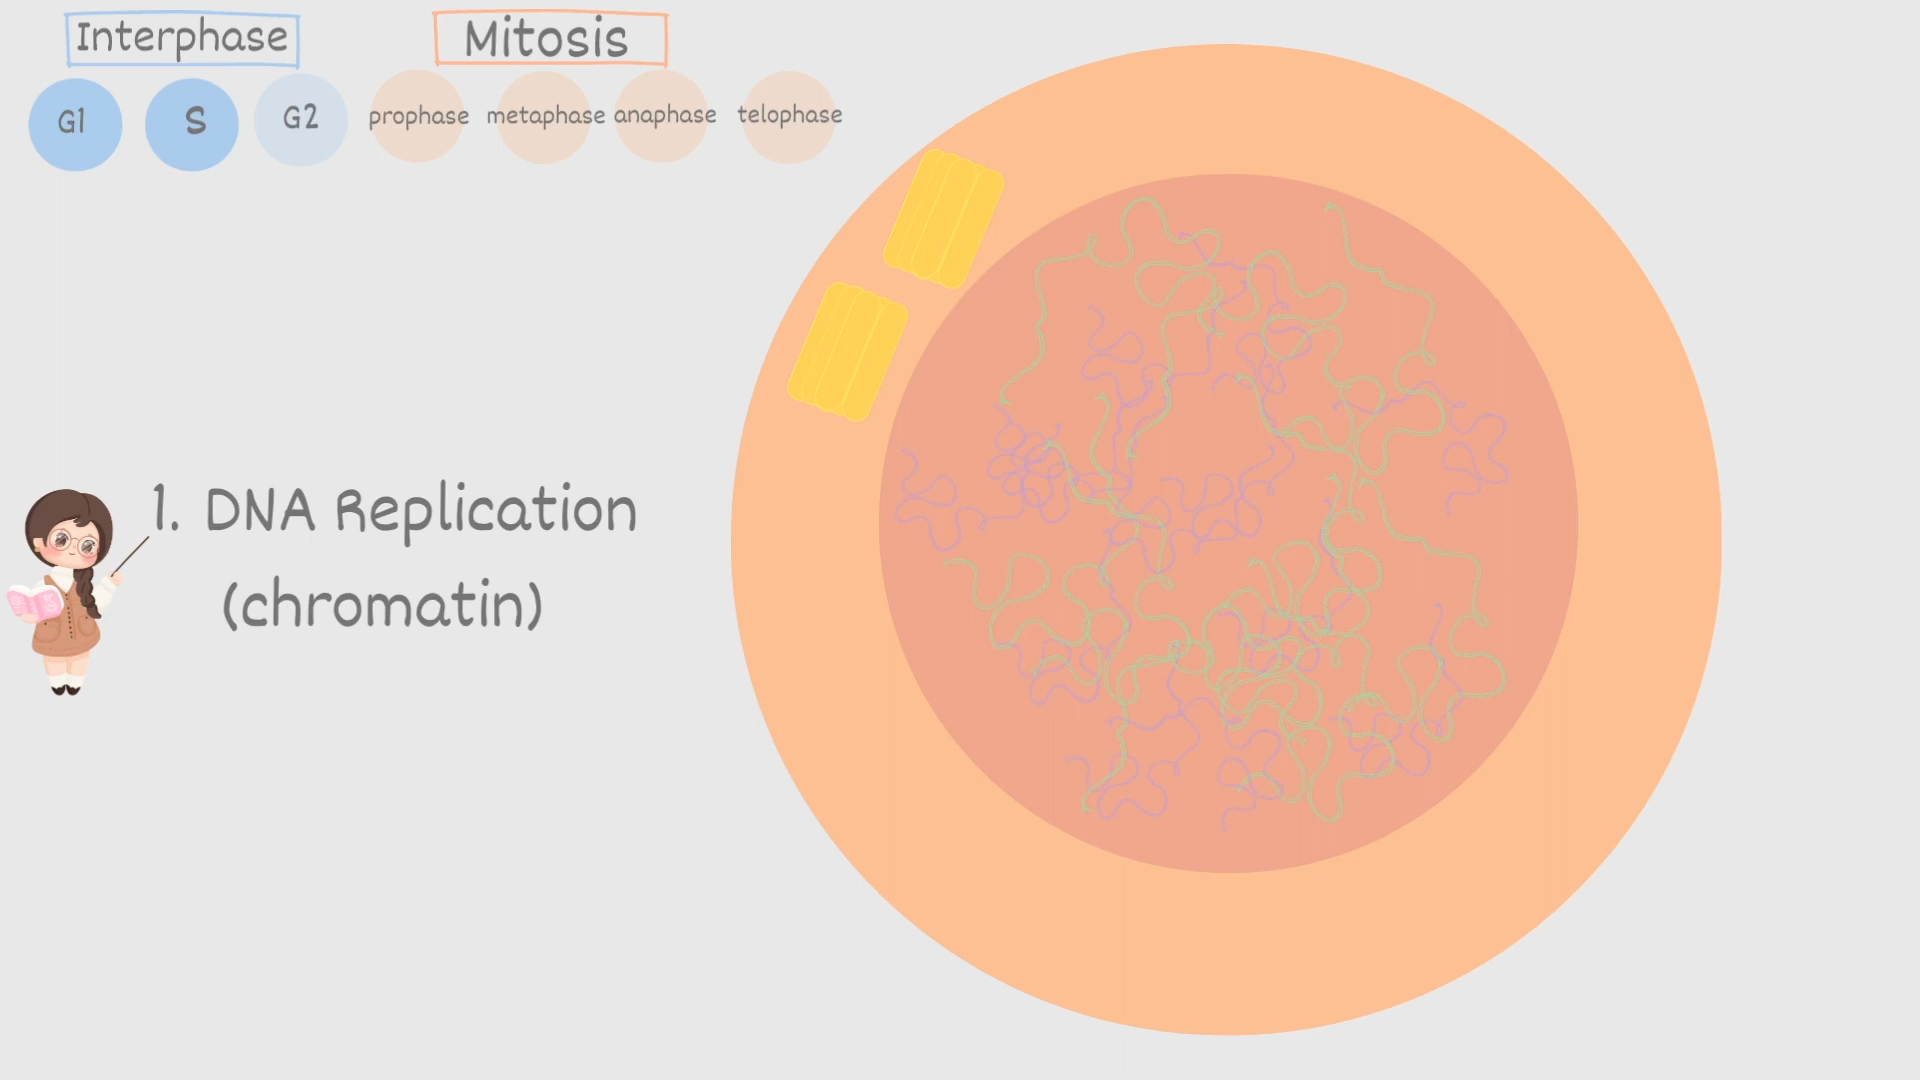 Interphase
Mitosis
G1
S
G2
prophase
metaphase
anaphase
telophase
1. DNA Replication
(chromatin)